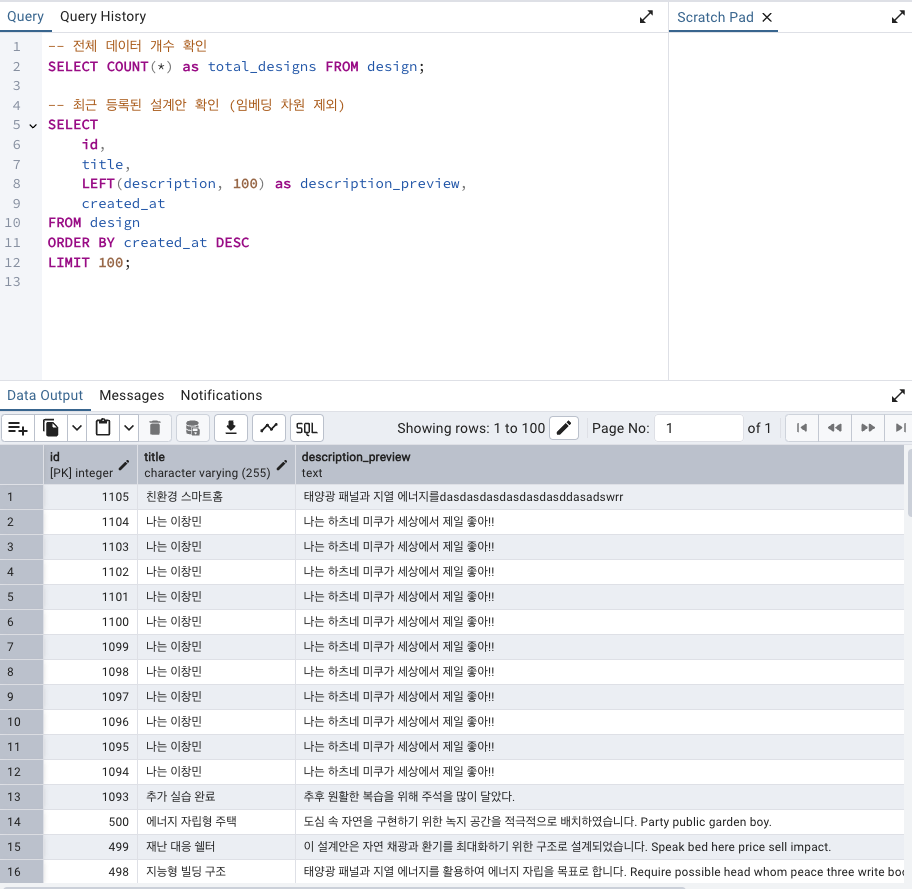 Query Query History Scratch Pad
1 -- 전체 데이터 개수 확인
2 SELECT COUNT(*) as total_designs FROM design;
3
4 -- 최근 등록된 설계안 확인 (임베딩 차원 제외)
5 SELECT
6 id,
7 title,
8 LEFT(description, 100) as description_preview,
9 created_at
10 FROM design
11 ORDER BY created_at DESC
12 LIMIT 100;
13
Data Output Messages Notifications
SQL Showing rows: 1 to 100 Page No: 1 of 1
id title description_preview
[PK] integer character varying (255) text
1 1105 친환경 스마트홈 태양광 패널과 지열 에너지를dasdasdasdasdasdasddasadswrr
2 1104 나는 이창민 나는 하츠네 미쿠가 세상에서 제일 좋아!!
3 1103 나는 이창민 나는 하츠네 미쿠가 세상에서 제일 좋아!!
4 1102 나는 이창민 나는 하츠네 미쿠가 세상에서 제일 좋아!!
5 1101 나는 이창민 나는 하츠네 미쿠가 세상에서 제일 좋아!!
6 1100 나는 이창민 나는 하츠네 미쿠가 세상에서 제일 좋아!!
7 1099 나는 이창민 나는 하츠네 미쿠가 세상에서 제일 좋아!!
8 1098 나는 이창민 나는 하츠네 미쿠가 세상에서 제일 좋아!!
9 1097 나는 이창민 나는 하츠네 미쿠가 세상에서 제일 좋아!!
10 1096 나는 이창민 나는 하츠네 미쿠가 세상에서 제일 좋아!!
11 1095 나는 이창민 나는 하츠네 미쿠가 세상에서 제일 좋아!!
12 1094 나는 이창민 나는 하츠네 미쿠가 세상에서 제일 좋아!!
13 1093 추가 실습 완료 추후 원활한 복습을 위해 주석을 많이 달았다.
14 500 에너지 자립형 주택 도심 속 자연을 구현하기 위한 녹지 공간을 적극적으로 배치하였습니다. Party public garden boy.
15 499 재난 대응 쉘터 이 설계안은 자연 채광과 환기를 최대화하기 위한 구조로 설계되었습니다. Speak bed here price sell impact.
16 498 지능형 빌딩 구조 태양광 패널과 지열 에너지를 활용하여 에너지 자립을 목표로 합니다. Require possible head whom peace three write boo